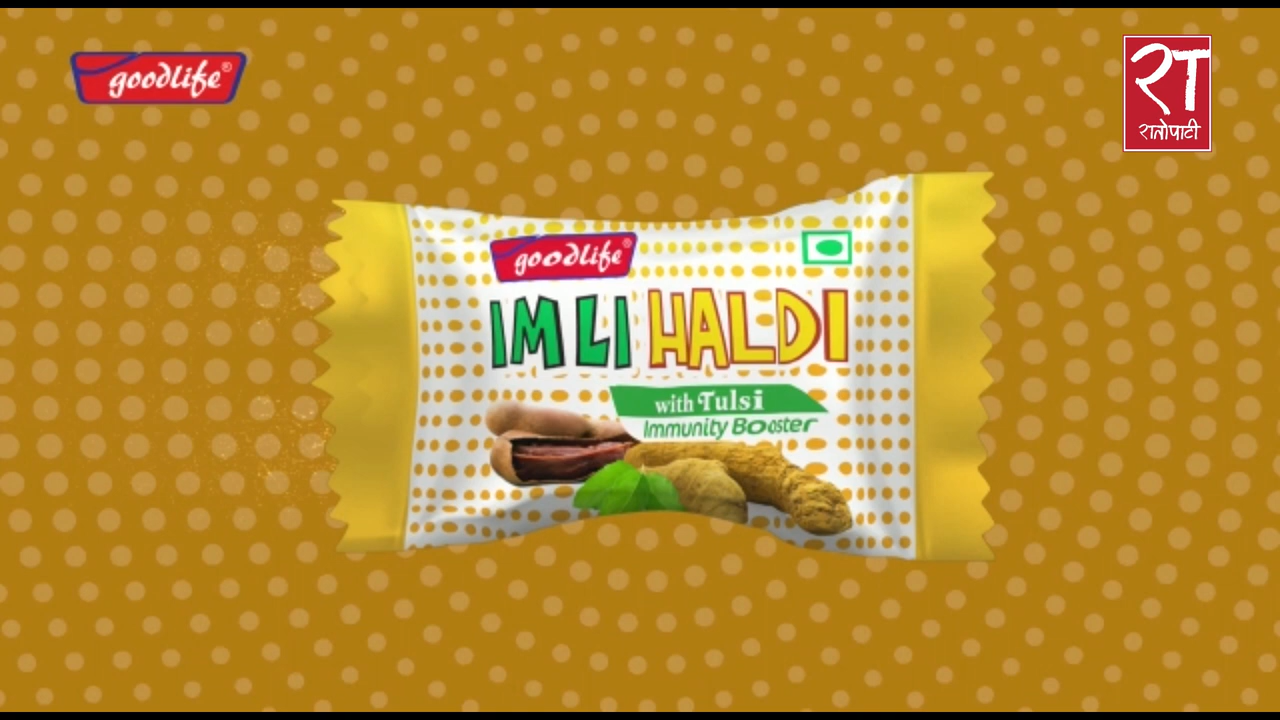 goodlife®
रा
रातोपाटी
goodlife®
IMLI HALDI
with Tulsi
Immunity Booster